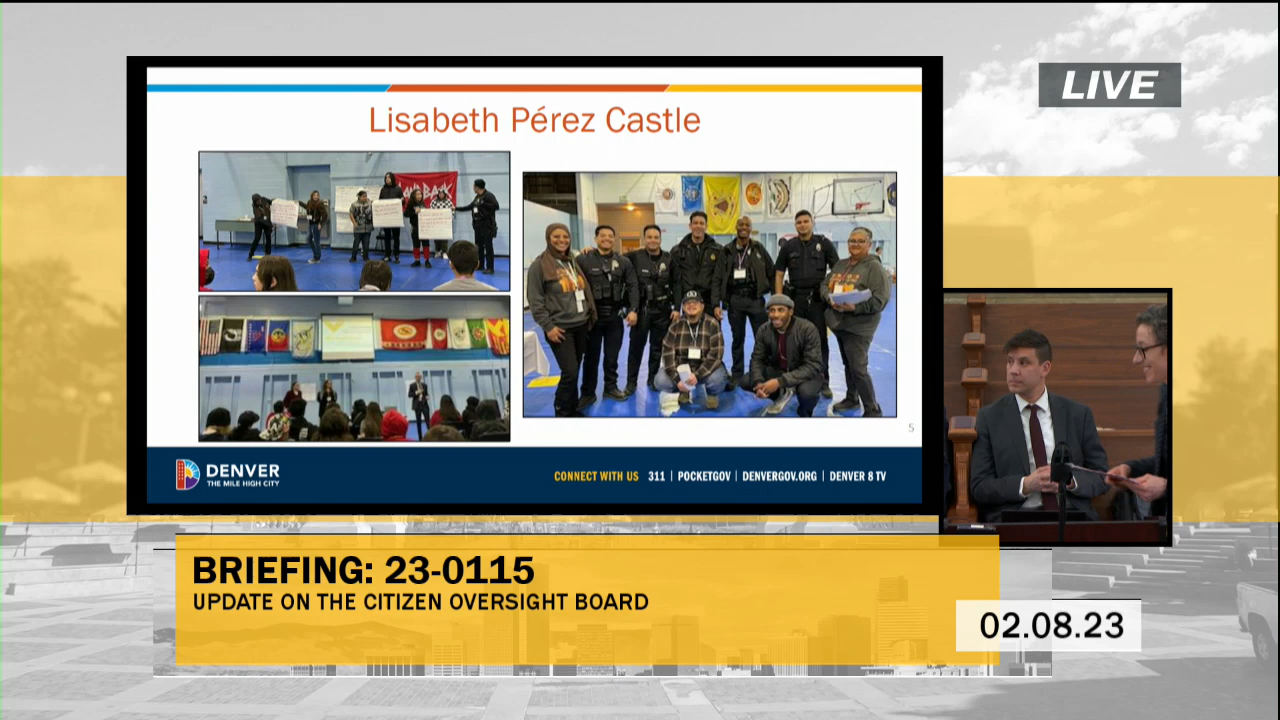 LIVE
Lisabeth Pérez Castle
5
DENVER
THE MILE HIGH CITY
CONNECT WITH US 311 | POCKETGOV | DENVERGOV.ORG | DENVER 8 TV
BRIEFING: 23-0115
UPDATE ON THE CITIZEN OVERSIGHT BOARD
02.08.23